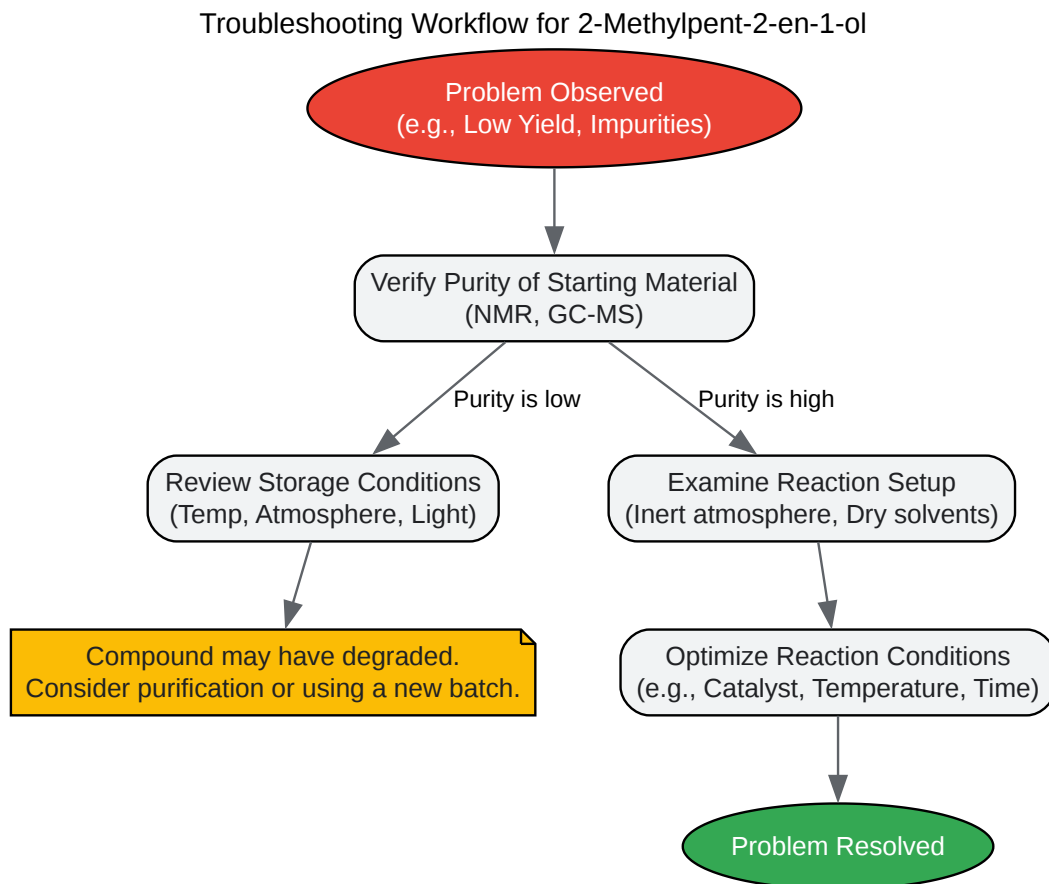 Troubleshooting Workflow for 2-Methylpent-2-en-1-ol
Problem Observed
(e.g., Low Yield, Impurities)
Verify Purity of Starting Material
(NMR, GC-MS)
Purity is low
Purity is high
Review Storage Conditions
(Temp, Atmosphere, Light)
Examine Reaction Setup
(Inert atmosphere, Dry solvents)
Compound may have degraded.
Consider purification or using a new batch.
Optimize Reaction Conditions
(e.g., Catalyst, Temperature, Time)
Problem Resolved